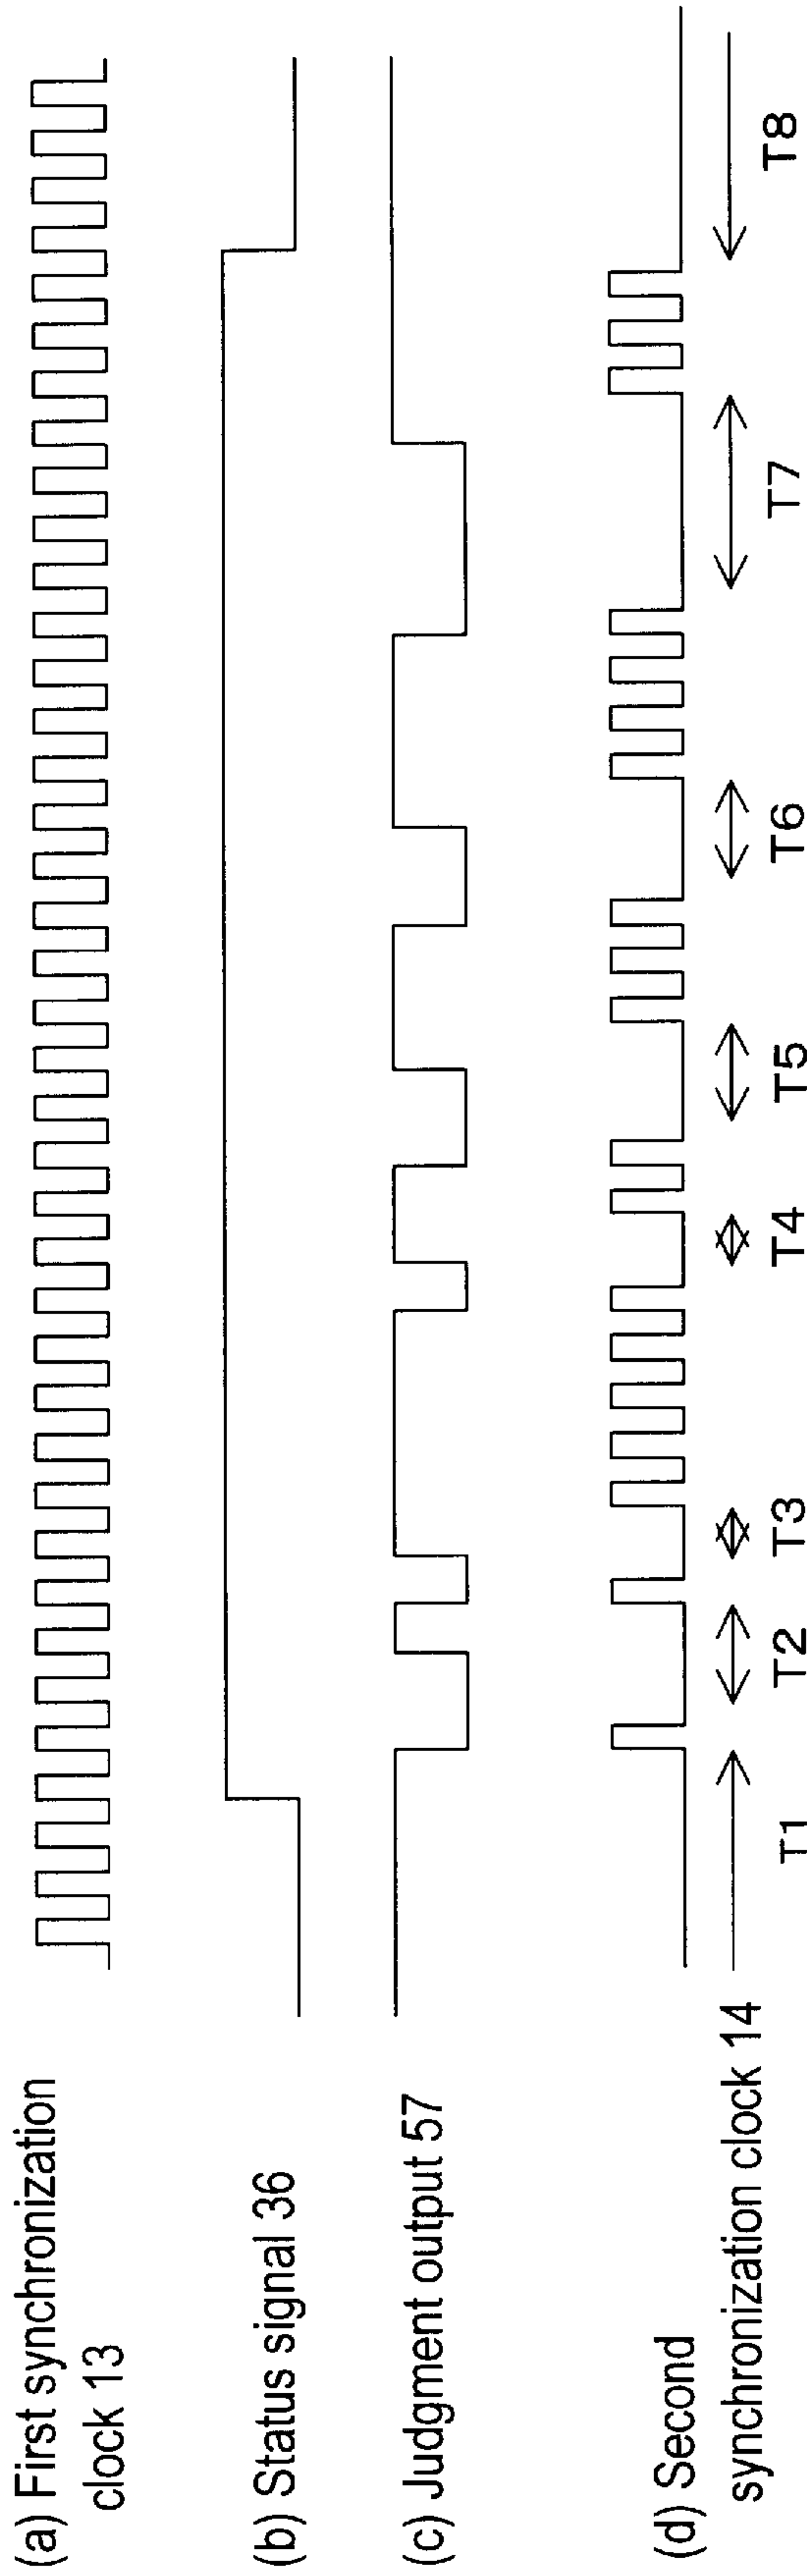 (a) First synchronization
clock 13
(b) Status signal 36
(c) Judgment output 57
(d) Second
synchronization clock 14
T1
T2
T3
T4
T5
T6
T7
T8